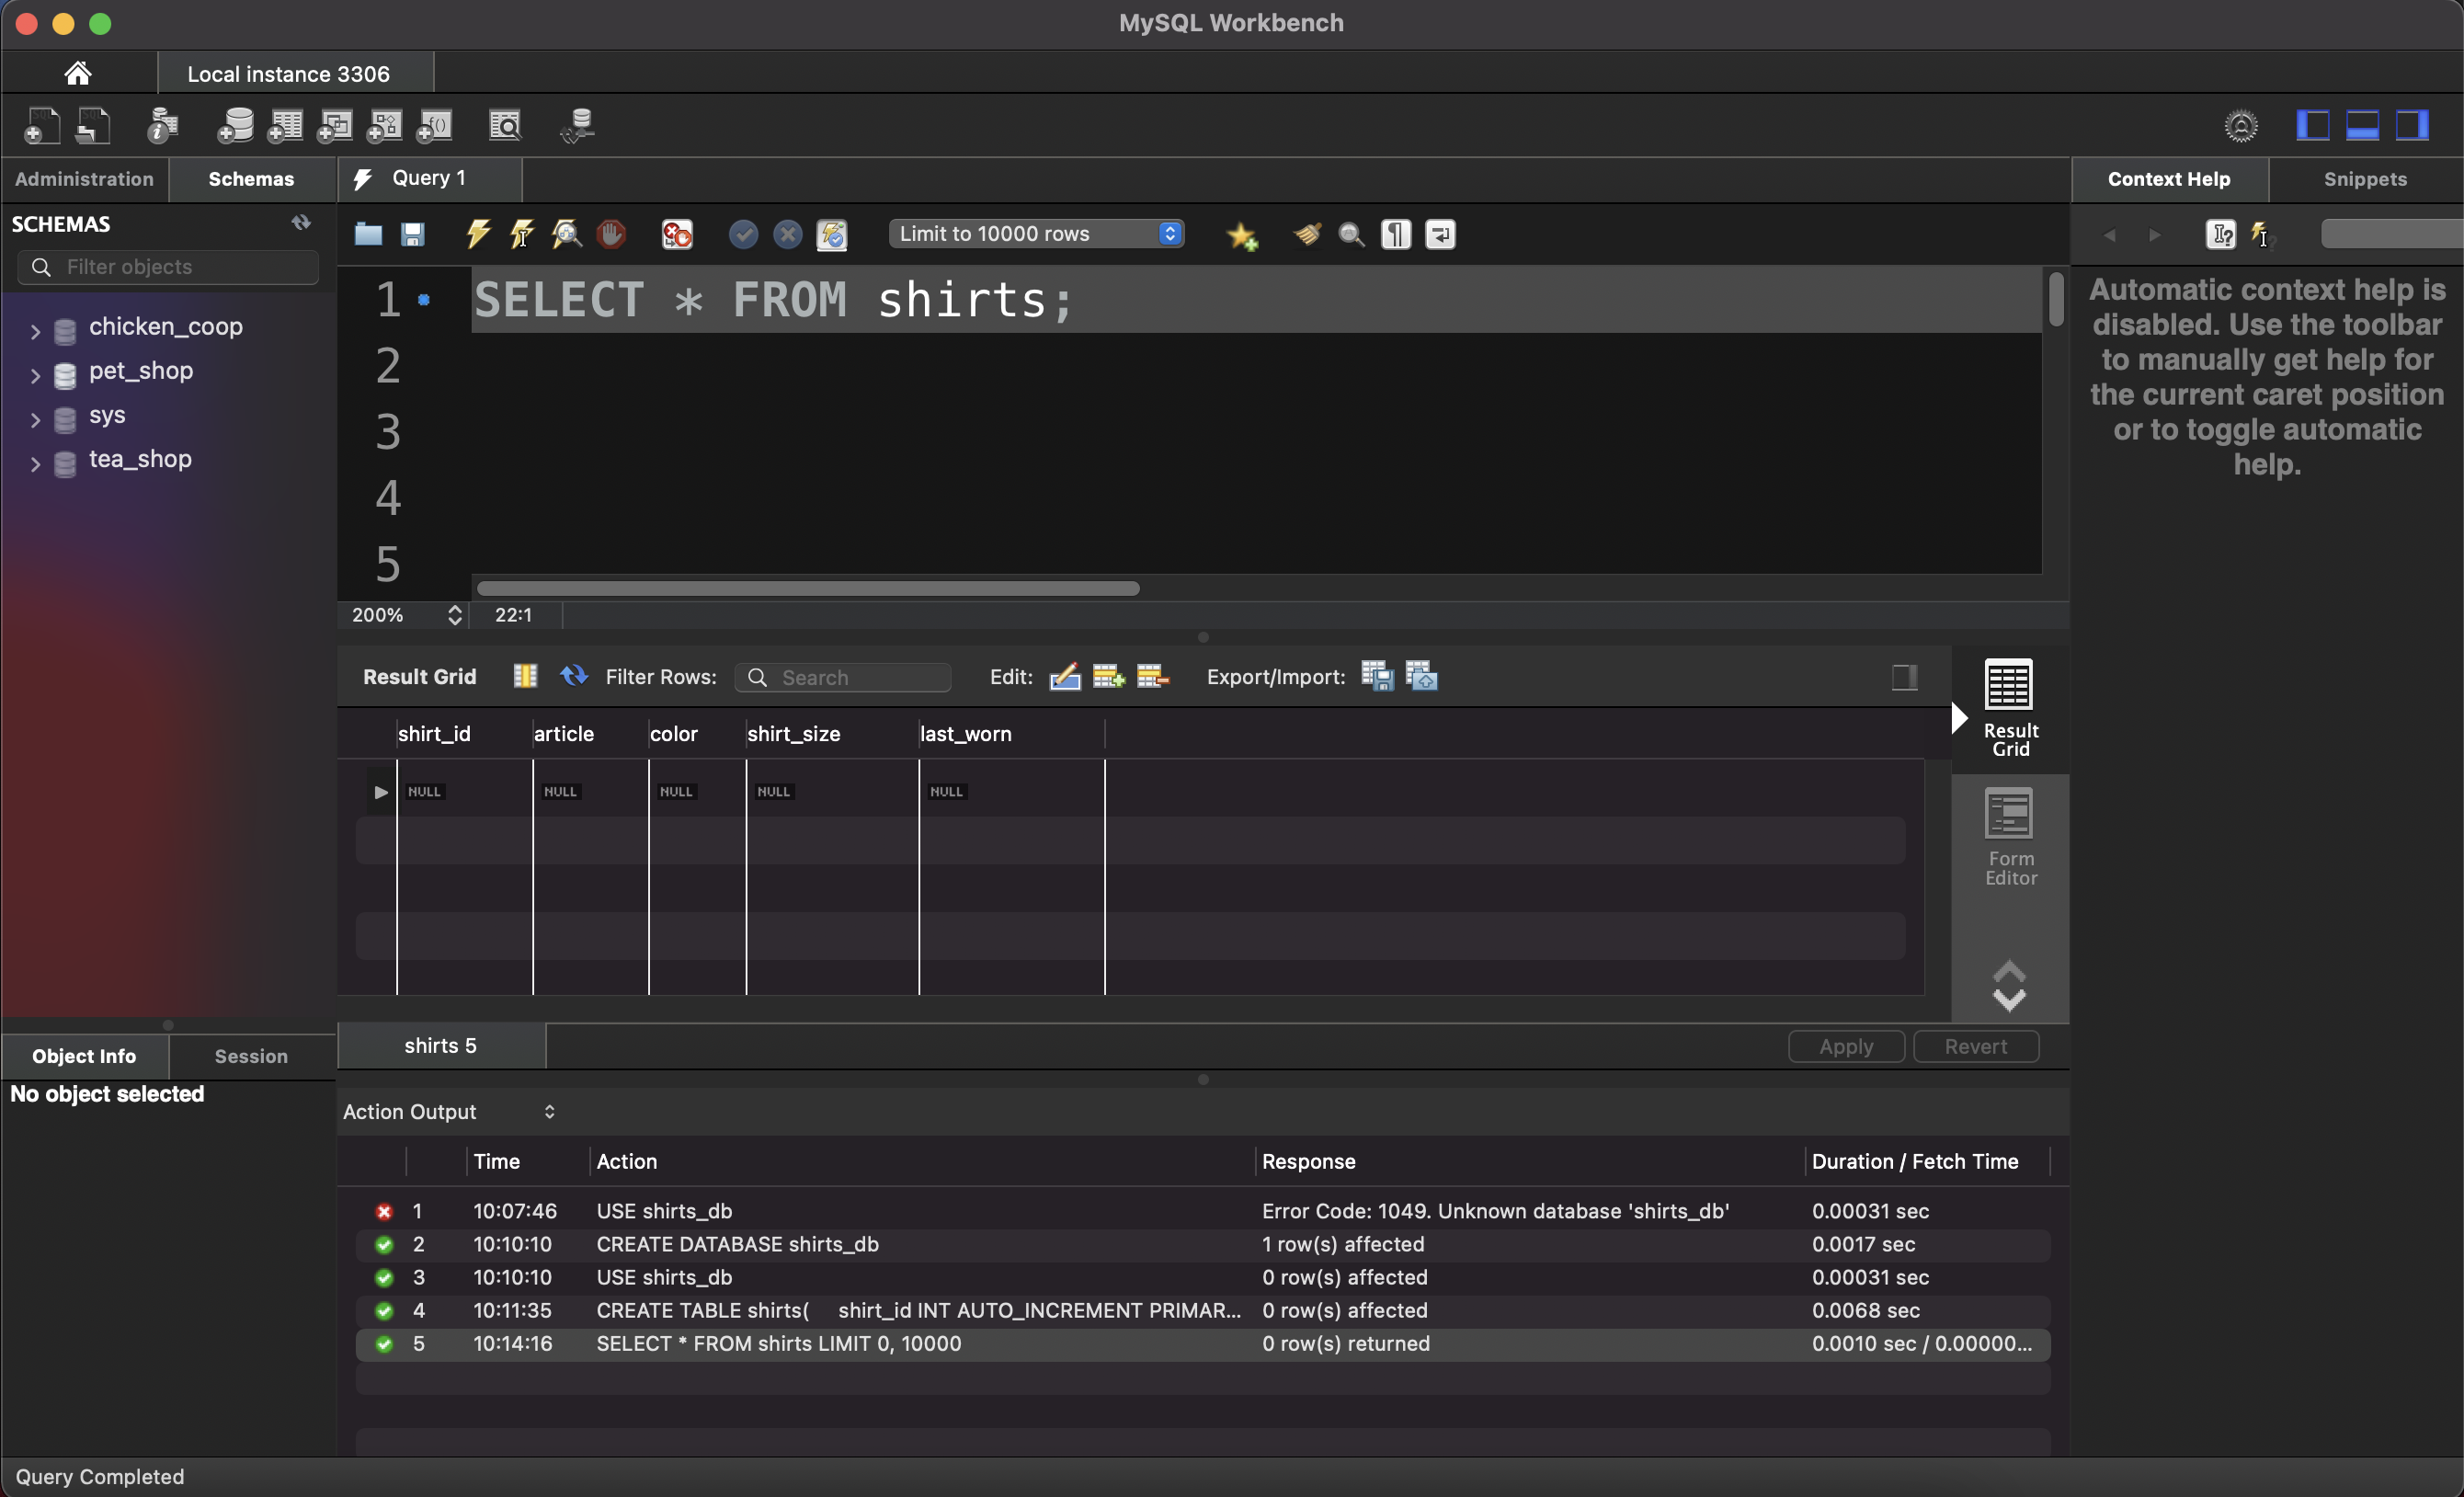 MySQL Workbench
Local instance 3306
Administration
Schemas
Query 1
Context Help
Snippets
SCHEMAS
Filter objects
chicken_coop
pet_shop
sys
tea_shop
Limit to 10000 rows
1 SELECT * FROM shirts;
2
3
4
5
200%
22:1
Automatic context help is
disabled. Use the toolbar
to manually get help for
the current caret position
or to toggle automatic
help.
Result Grid
Filter Rows:
Search
Edit:
Export/Import:
shirt_id article color shirt_size last_worn
NULL NULL NULL NULL NULL
Result
Grid
Form
Editor
shirts 5
Apply
Revert
Object Info
Session
No object selected
Action Output
Time Action Response Duration / Fetch Time
1 10:07:46 USE shirts_db Error Code: 1049. Unknown database 'shirts_db' 0.00031 sec
2 10:10:10 CREATE DATABASE shirts_db 1 row(s) affected 0.0017 sec
3 10:10:10 USE shirts_db 0 row(s) affected 0.00031 sec
4 10:11:35 CREATE TABLE shirts( shirt_id INT AUTO_INCREMENT PRIMAR... 0 row(s) affected 0.0068 sec
5 10:14:16 SELECT * FROM shirts LIMIT 0, 10000 0 row(s) returned 0.0010 sec / 0.00000...
Query Completed